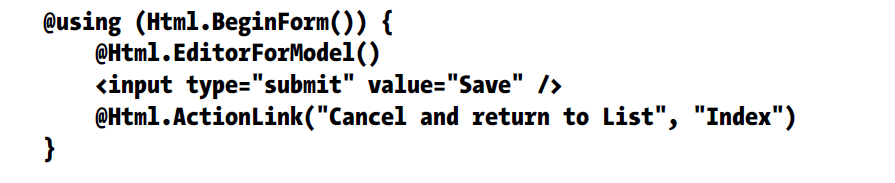 @using (Html.BeginForm()) {
    @Html.EditorForModel()
    <input type="submit" value="Save" />
    @Html.ActionLink("Cancel and return to List", "Index")
}